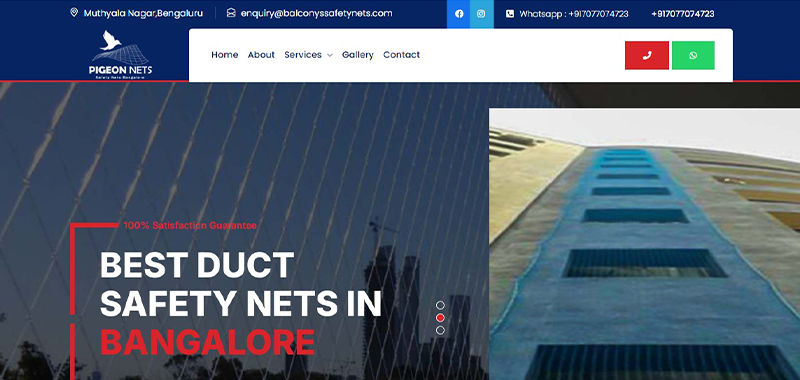 Muthyala Nagar,Bengaluru
enquiry@balconyssafetynets.com
Whatsapp : +917077074723
+917077074723
PIGEON NETS
Safety Nets Bangalore
Home About Services Gallery Contact
100% Satisfaction Guarantee
BEST DUCT
SAFETY NETS IN
BANGALORE